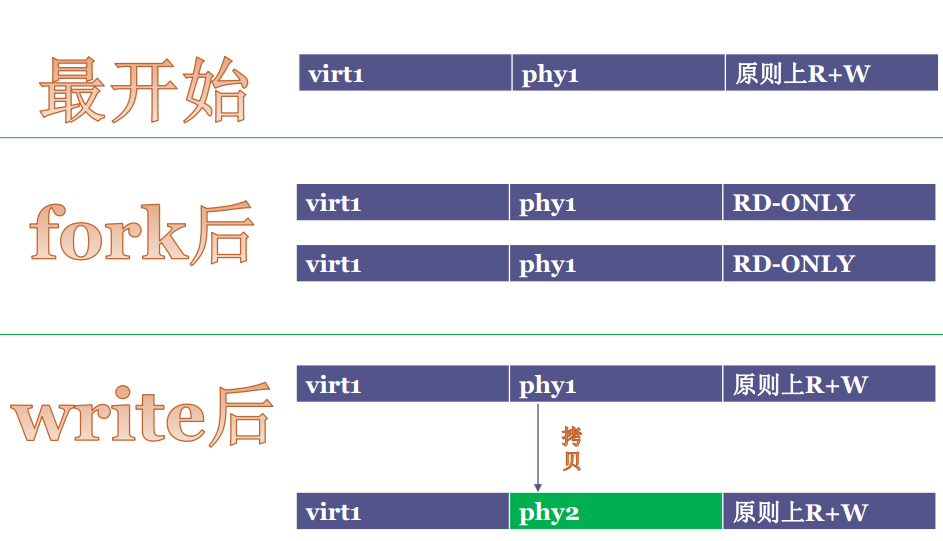 最开始
virt1 phy1 原则上R+W
fork后
virt1 phy1 RD-ONLY
virt1 phy1 RD-ONLY
write后
virt1 phy1 原则上R+W
拷
贝
virt1 phy2 原则上R+W